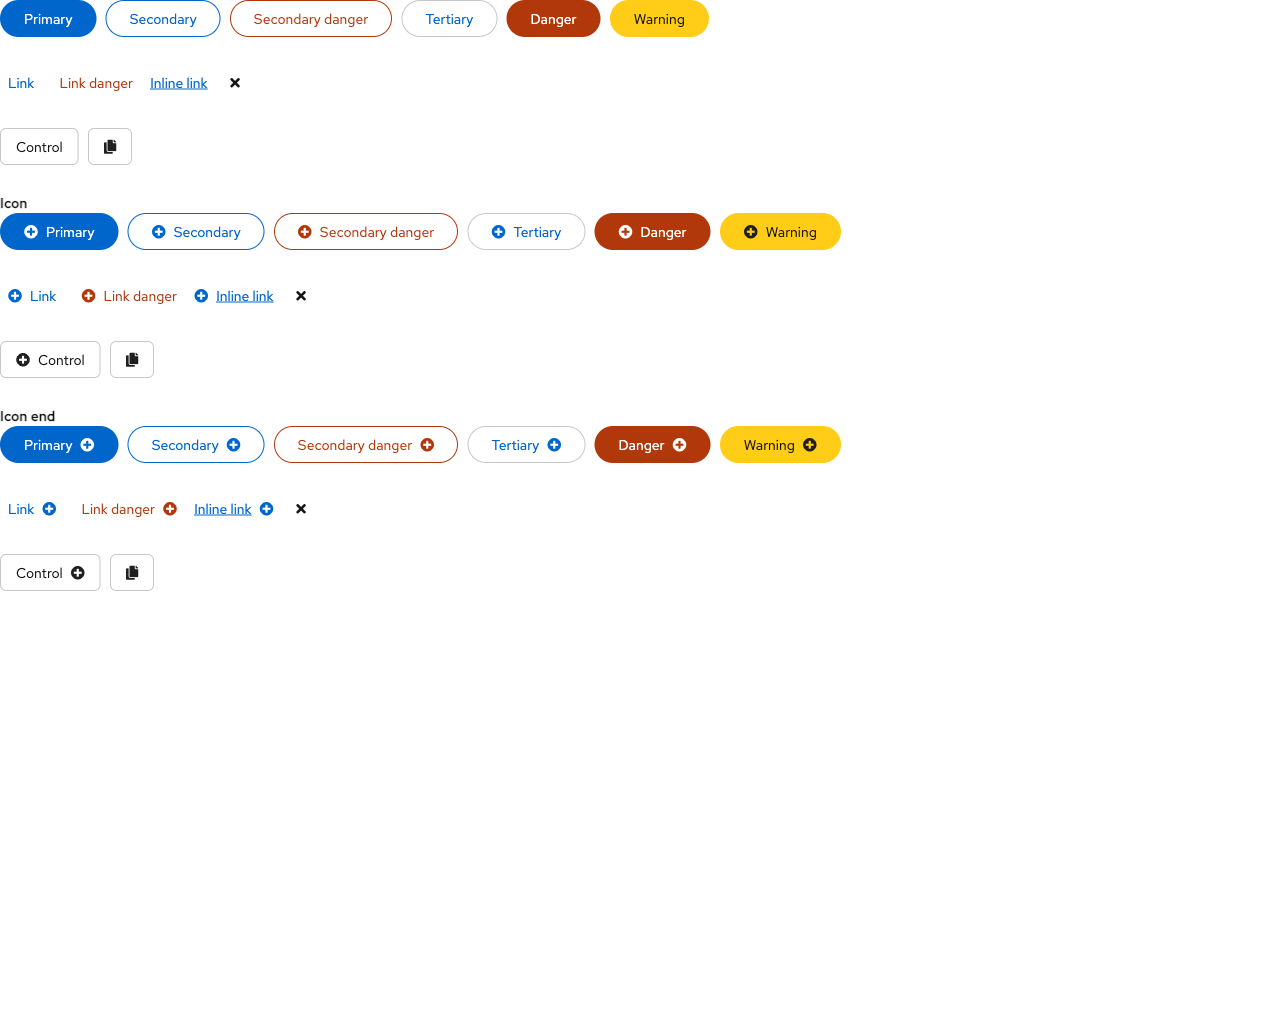 Primary Secondary Secondary danger Tertiary Danger Warning
Link Link danger Inline link
Control
Icon
Primary Secondary Secondary danger Tertiary Danger Warning
Link Link danger Inline link
Control
Icon end
Primary Secondary Secondary danger Tertiary Danger Warning
Link Link danger Inline link
Control